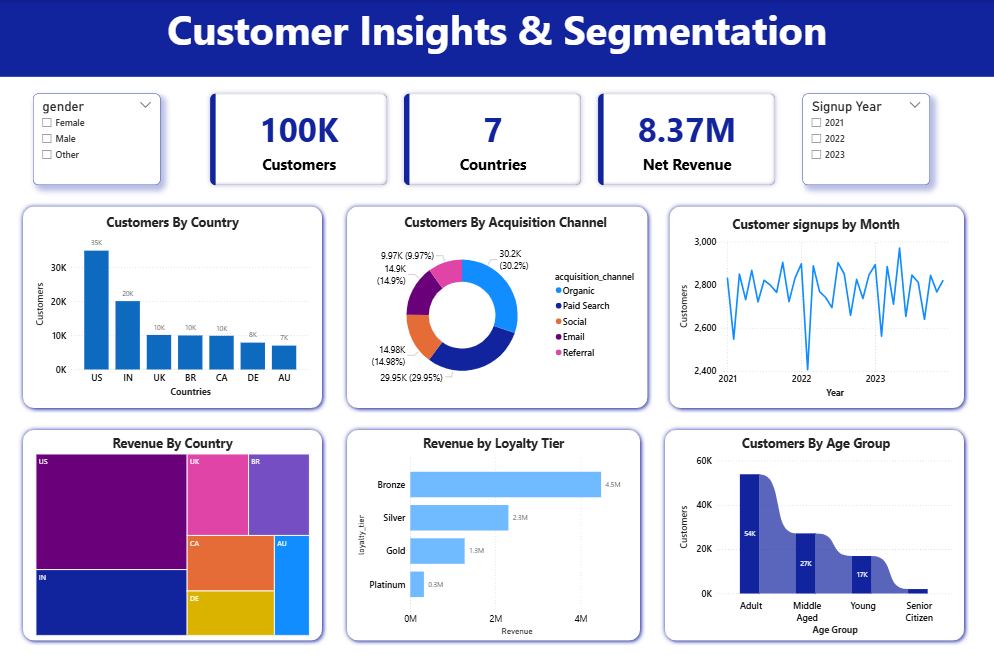 Customer Insights & Segmentation
gender
Female
Male
Other
100K
Customers
7
Countries
8.37M
Net Revenue
Signup Year
2021
2022
2023
Customers By Country
Customers
30K
20K
10K
0K
35K
20K
10K
10K
10K
8K
7K
US IN UK BR CA DE AU
Countries
Customers By Acquisition Channel
9.97K (9.97%)
14.9K
(14.9%)
14.98K
(14.98%)
29.95K (29.95%)
30.2K
(30.2%)
acquisition_channel
Organic
Paid Search
Social
Email
Referral
Customer signups by Month
Customers
3,000
2,800
2,600
2,400
2021 2022 2023
Year
Revenue By Country
US
IN
UK
BR
CA
DE
AU
Revenue by Loyalty Tier
loyalty_tier
Bronze 4.5M
Silver 2.3M
Gold 1.3M
Platinum 0.3M
0M 2M 4M
Revenue
Customers By Age Group
Customers
60K
40K
20K
0K
54K
27K
17K
Adult
Middle
Aged
Young
Senior
Citizen
Age Group